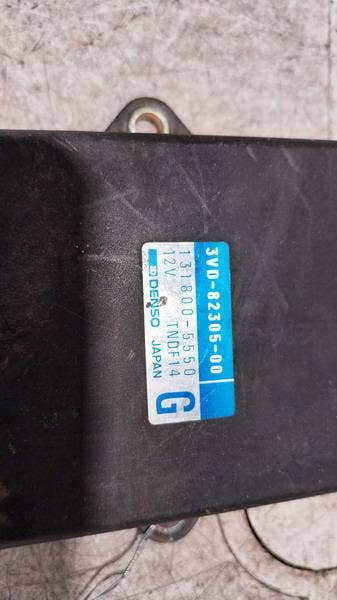 3VD-82305-00
131800-5550
12V TNDF14
DENSO JAPAN
G